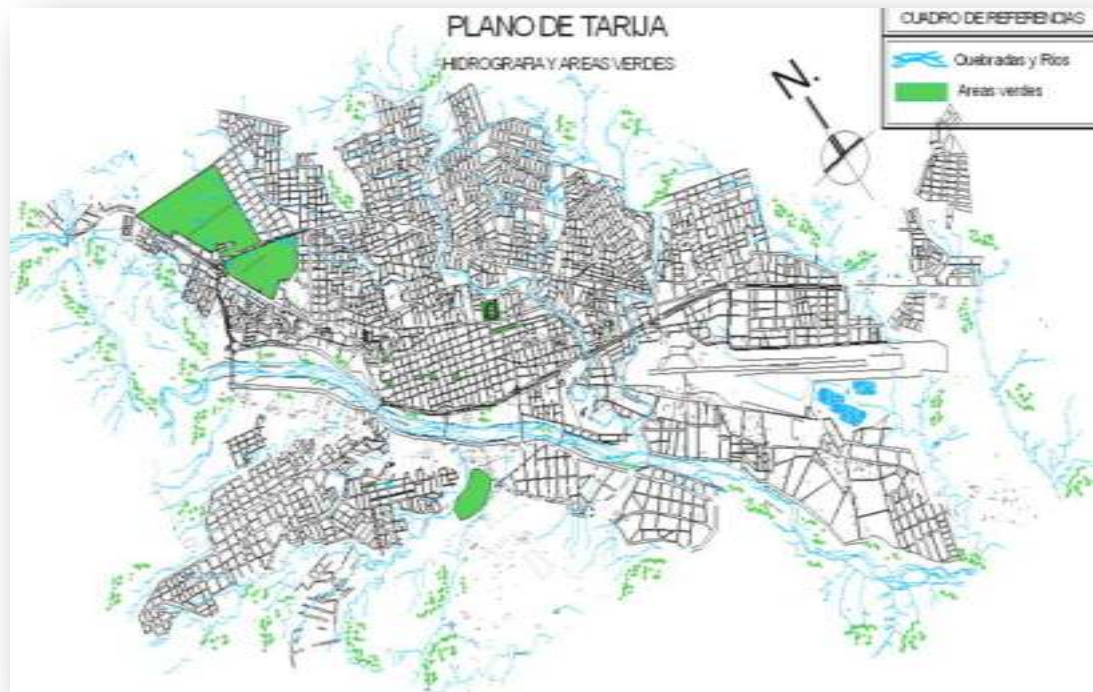 PLANO DE TARIJA
HIDROGRAFIA Y AREAS VERDES
N.
CUADRO DE REFERENCIAS
Quebradas y Rios
Areas verdes